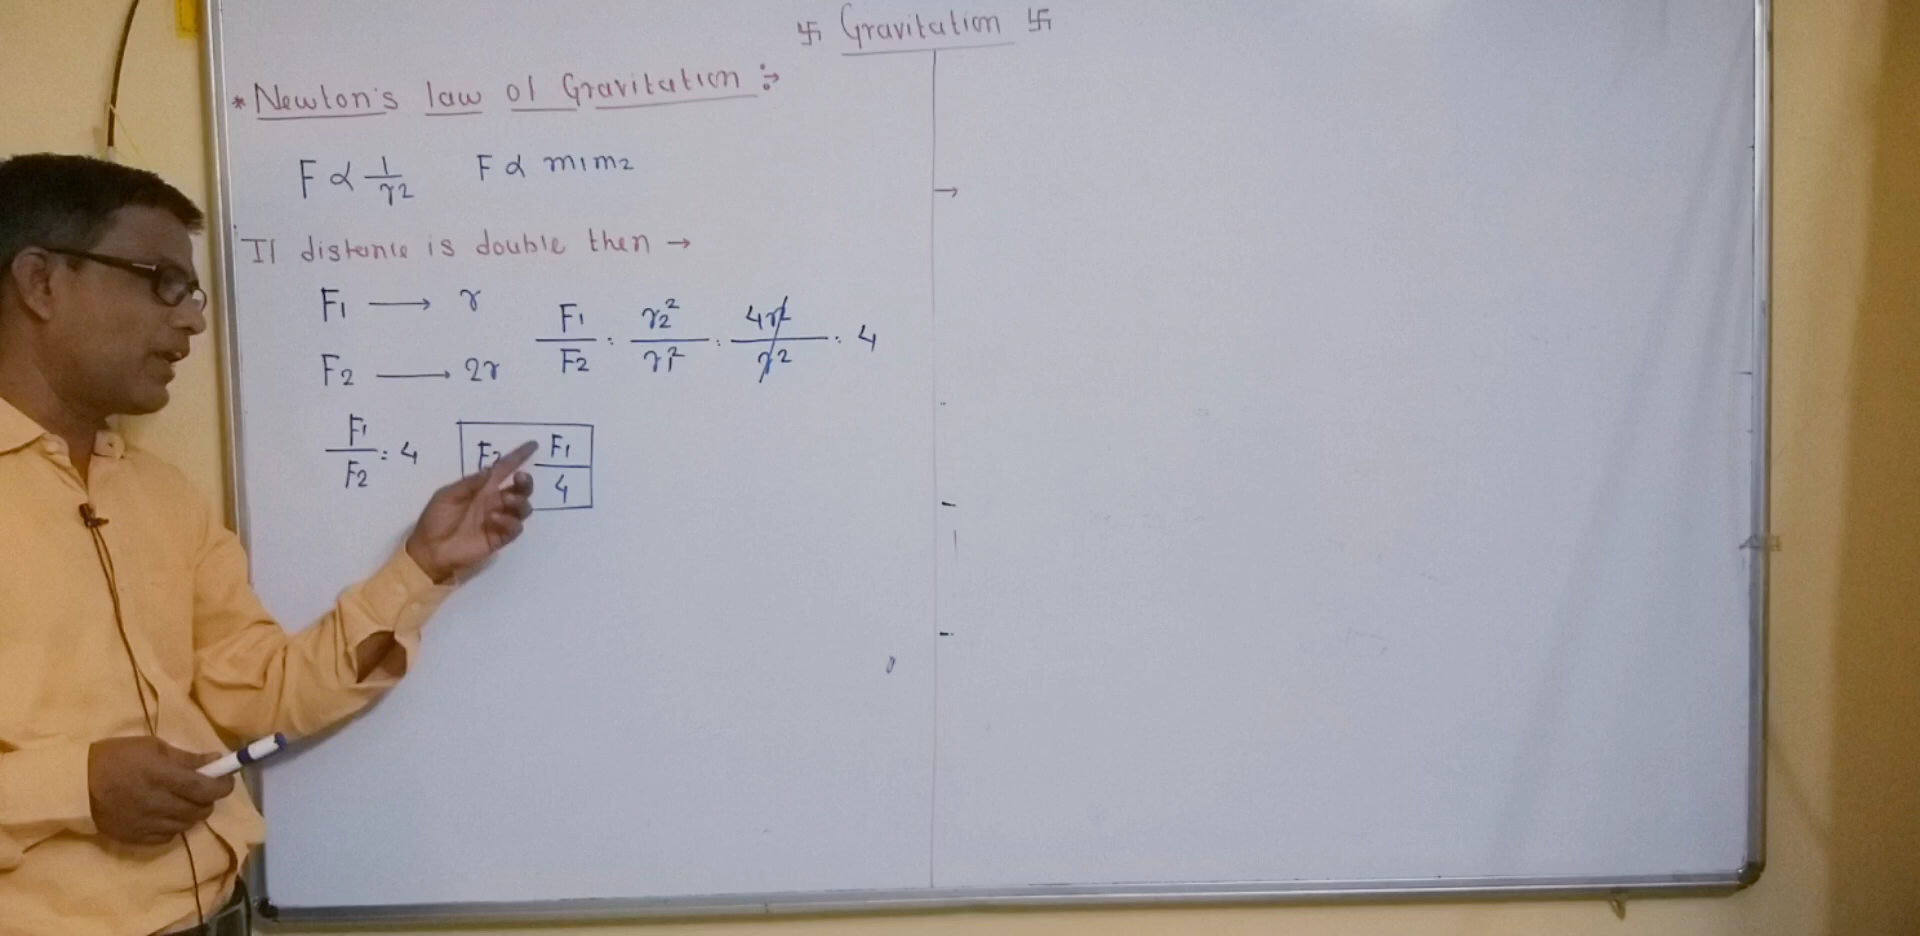 卐 Gravitation 卐
* Newton's law of Gravitation :→
F ∝ 1/r2 F ∝ m1m2
If distance is double then →
F1 → r
F2 → 2r
F1/F2 = r2²/r1² = 4r²/r2 = 4
F1/F2 = 4
F2 F1/4